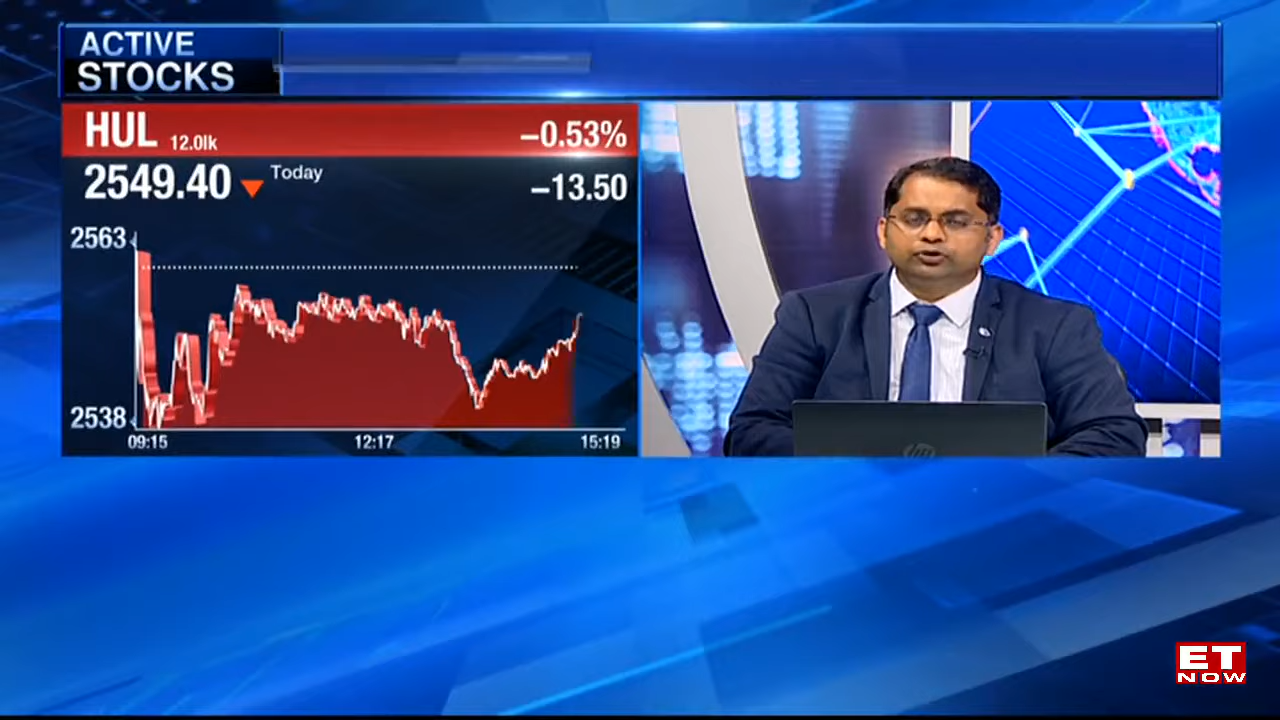 ACTIVE
STOCKS
HUL 12.0lk −0.53%
2549.40 Today −13.50
2563
2538
09:15 12:17 15:19
hp
ET
NOW